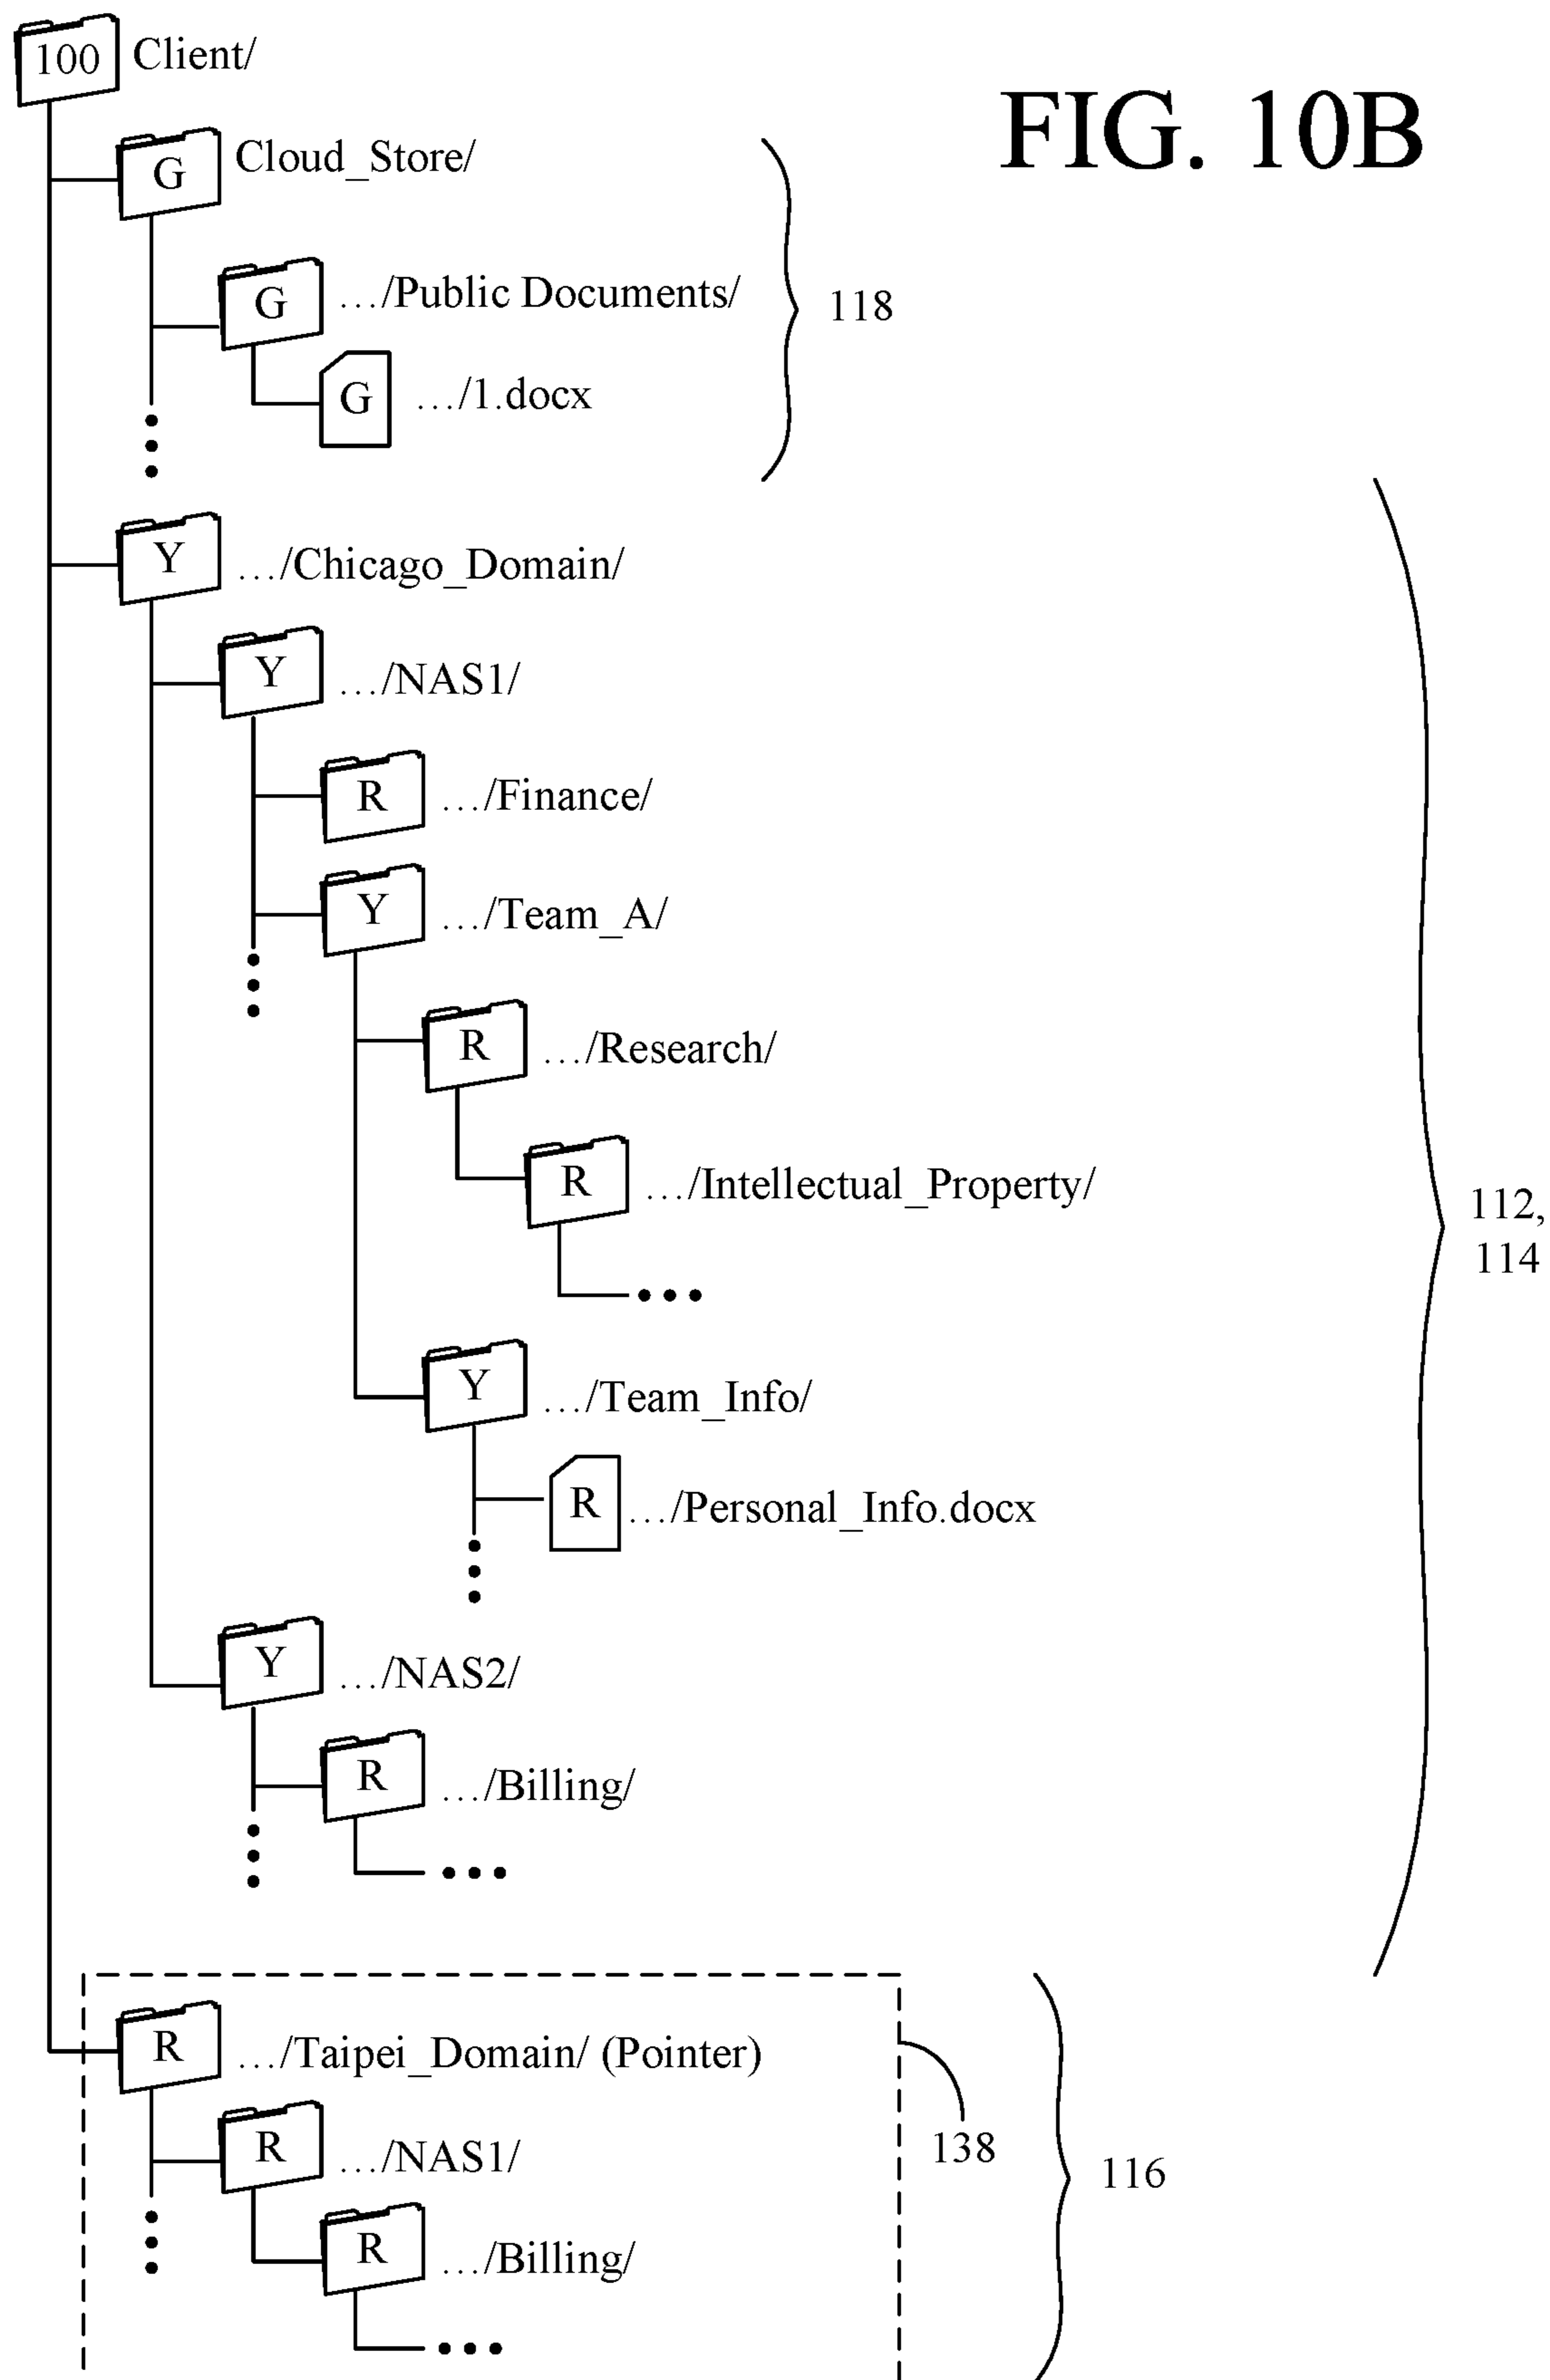 100 Client/
FIG. 10B
G Cloud_Store/
G .../Public Documents/
118
G .../1.docx
Y .../Chicago_Domain/
Y .../NAS1/
R .../Finance/
Y .../Team_A/
R .../Research/
R .../Intellectual_Property/
112,
114
Y .../Team_Info/
R .../Personal_Info.docx
Y .../NAS2/
R .../Billing/
R .../Taipei_Domain/ (Pointer)
138
R .../NAS1/
116
R .../Billing/